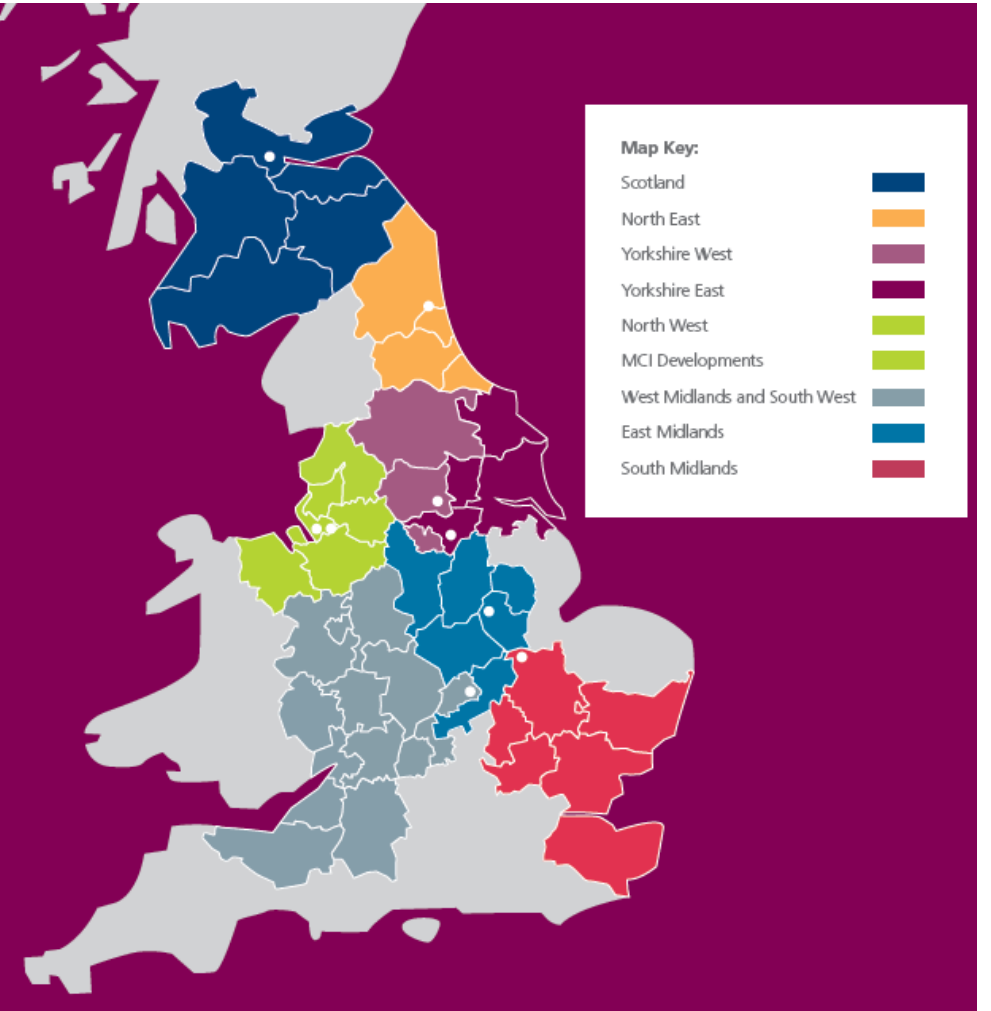 Map Key:
Scotland
North East
Yorkshire West
Yorkshire East
North West
MCI Developments
West Midlands and South West
East Midlands
South Midlands